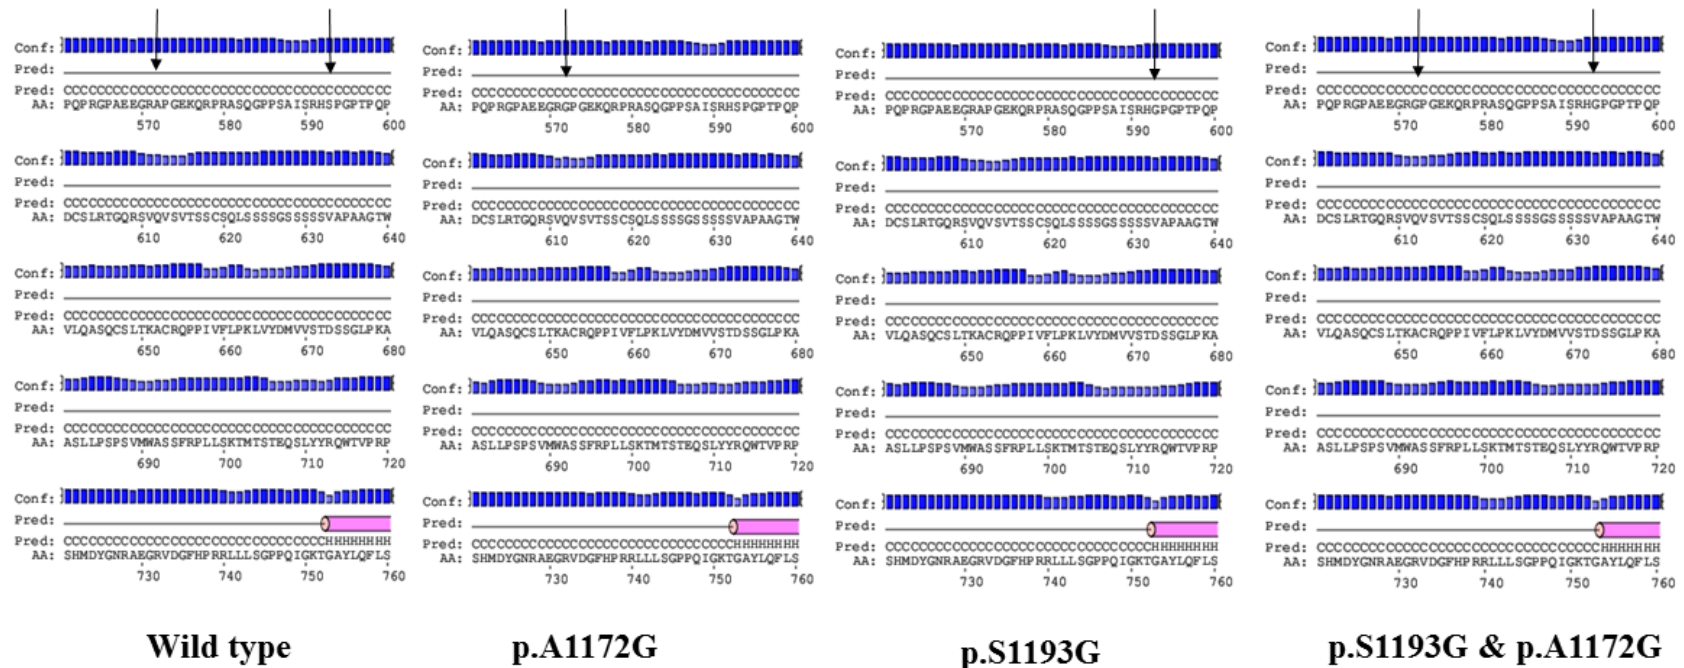 Conf:
Pred:
Pred: CCCCCCCCCCCCCCCCCCCCCCCCCCCCCCCCCCCCCCCC
AA: PQPRGPAEEGRAPGEKQRPRASQGPPSAISRHSPGPTPQP
570 580 590 600
Conf:
Pred:
Pred: CCCCCCCCCCCCCCCCCCCCCCCCCCCCCCCCCCCCCCCC
AA: DCSLRTGQRSVQVSVTSSCSQLSSSSGSSSSSVAPAAGTW
610 620 630 640
Conf:
Pred:
Pred: CCCCCCCCCCCCCCCCCCCCCCCCCCCCCCCCCCCCCCCC
AA: VLQASQCSLTKACRQPPIVFLPKLVYDMVVSTDSSGLPKA
650 660 670 680
Conf:
Pred:
Pred: CCCCCCCCCCCCCCCCCCCCCCCCCCCCCCCCCCCCCCCC
AA: ASLLPSPSVMWASSFRPLLSKTMTSTEQSLYYRQWTVPRP
690 700 710 720
Conf:
Pred:
Pred: CCCCCCCCCCCCCCCCCCCCCCCCCCCCCCCCHHHHHHHH
AA: SHMDYGNRAEGRVDGFHPRRLLLSGPPQIGKTGAYLQFLS
730 740 750 760
Wild type
Conf:
Pred:
Pred: CCCCCCCCCCCCCCCCCCCCCCCCCCCCCCCCCCCCCCCC
AA: PQPRGPAEEGRGPGEKQRPRASQGPPSAISRHSPGPTPQP
570 580 590 600
Conf:
Pred:
Pred: CCCCCCCCCCCCCCCCCCCCCCCCCCCCCCCCCCCCCCCC
AA: DCSLRTGQRSVQVSVTSSCSQLSSSSGSSSSSVAPAAGTW
610 620 630 640
Conf:
Pred:
Pred: CCCCCCCCCCCCCCCCCCCCCCCCCCCCCCCCCCCCCCCC
AA: VLQASQCSLTKACRQPPIVFLPKLVYDMVVSTDSSGLPKA
650 660 670 680
Conf:
Pred:
Pred: CCCCCCCCCCCCCCCCCCCCCCCCCCCCCCCCCCCCCCCC
AA: ASLLPSPSVMWASSFRPLLSKTMTSTEQSLYYRQWTVPRP
690 700 710 720
Conf:
Pred:
Pred: CCCCCCCCCCCCCCCCCCCCCCCCCCCCCCCCHHHHHHHH
AA: SHMDYGNRAEGRVDGFHPRRLLLSGPPQIGKTGAYLQFLS
730 740 750 760
p.A1172G
Conf:
Pred:
Pred: CCCCCCCCCCCCCCCCCCCCCCCCCCCCCCCCCCCCCCCC
AA: PQPRGPAEEGRAPGEKQRPRASQGPPSAISRHGPGPTPQP
570 580 590 600
Conf:
Pred:
Pred: CCCCCCCCCCCCCCCCCCCCCCCCCCCCCCCCCCCCCCCC
AA: DCSLRTGQRSVQVSVTSSCSQLSSSSGSSSSSVAPAAGTW
610 620 630 640
Conf:
Pred:
Pred: CCCCCCCCCCCCCCCCCCCCCCCCCCCCCCCCCCCCCCCC
AA: VLQASQCSLTKACRQPPIVFLPKLVYDMVVSTDSSGLPKA
650 660 670 680
Conf:
Pred:
Pred: CCCCCCCCCCCCCCCCCCCCCCCCCCCCCCCCCCCCCCCC
AA: ASLLPSPSVMWASSFRPLLSKTMTSTEQSLYYRQWTVPRP
690 700 710 720
Conf:
Pred:
Pred: CCCCCCCCCCCCCCCCCCCCCCCCCCCCCCCCHHHHHHHH
AA: SHMDYGNRAEGRVDGFHPRRLLLSGPPQIGKTGAYLQFLS
730 740 750 760
p.S1193G
Conf:
Pred:
Pred: CCCCCCCCCCCCCCCCCCCCCCCCCCCCCCCCCCCCCCCC
AA: PQPRGPAEEGRGPGEKQRPRASQGPPSAISRHGPGPTPQP
570 580 590 600
Conf:
Pred:
Pred: CCCCCCCCCCCCCCCCCCCCCCCCCCCCCCCCCCCCCCCC
AA: DCSLRTGQRSVQVSVTSSCSQLSSSSGSSSSSVAPAAGTW
610 620 630 640
Conf:
Pred:
Pred: CCCCCCCCCCCCCCCCCCCCCCCCCCCCCCCCCCCCCCCC
AA: VLQASQCSLTKACRQPPIVFLPKLVYDMVVSTDSSGLPKA
650 660 670 680
Conf:
Pred:
Pred: CCCCCCCCCCCCCCCCCCCCCCCCCCCCCCCCCCCCCCCC
AA: ASLLPSPSVMWASSFRPLLSKTMTSTEQSLYYRQWTVPRP
690 700 710 720
Conf:
Pred:
Pred: CCCCCCCCCCCCCCCCCCCCCCCCCCCCCCCCCHHHHHHH
AA: SHMDYGNRAEGRVDGFHPRRLLLSGPPQIGKTGAYLQFLS
730 740 750 760
p.S1193G & p.A1172G